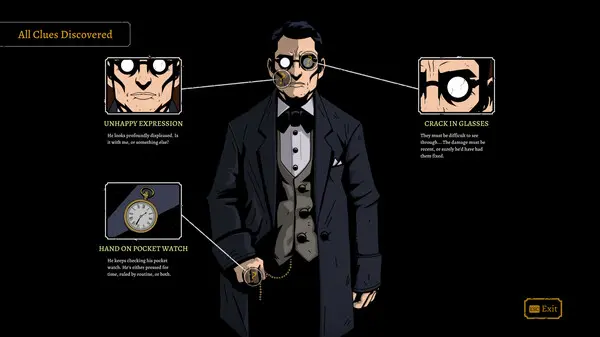 All Clues Discovered
UNHAPPY EXPRESSION
He looks profoundly displeased. Is
it with me, or something else?
CRACK IN GLASSES
They must be difficult to see
through... The damage must be
recent, or surely he'd have had
them fixed.
HAND ON POCKET WATCH
He keeps checking his pocket
watch. He's either pressed for
time, ruled by routine, or both.
Exit